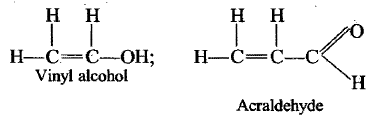 H H H H O
H—C=C—OH; H—C=C—C
H
Vinyl alcohol
Acraldehyde